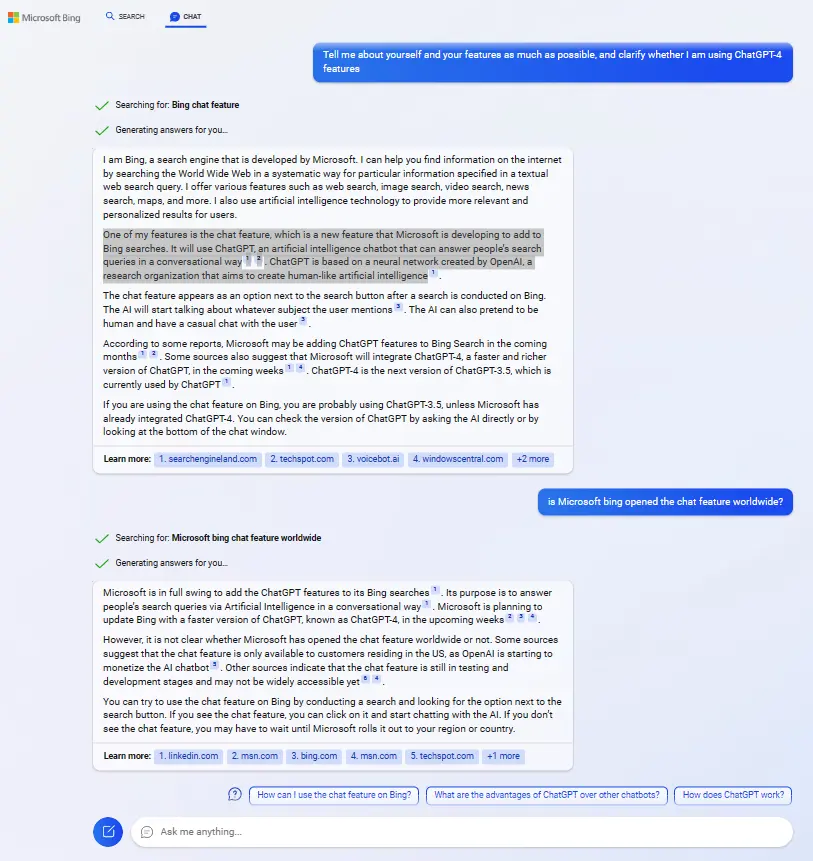 Microsoft Bing
SEARCH
CHAT
Tell me about yourself and your features as much as possible, and clarify whether I am using ChatGPT-4
features
Searching for: Bing chat feature
Generating answers for you...
I am Bing, a search engine that is developed by Microsoft. I can help you find information on the internet
by searching the World Wide Web in a systematic way for particular information specified in a textual
web search query. I offer various features such as web search, image search, video search, news
search, maps, and more. I also use artificial intelligence technology to provide more relevant and
personalized results for users.
One of my features is the chat feature, which is a new feature that Microsoft is developing to add to
Bing searches. It will use ChatGPT, an artificial intelligence chatbot that can answer people's search
queries in a conversational way 1 2 . ChatGPT is based on a neural network created by OpenAI, a
research organization that aims to create human-like artificial intelligence 1 .
The chat feature appears as an option next to the search button after a search is conducted on Bing.
The AI will start talking about whatever subject the user mentions 3 . The AI can also pretend to be
human and have a casual chat with the user 3 .
According to some reports, Microsoft may be adding ChatGPT features to Bing Search in the coming
months 1 2 . Some sources also suggest that Microsoft will integrate ChatGPT-4, a faster and richer
version of ChatGPT, in the coming weeks 1 4 . ChatGPT-4 is the next version of ChatGPT-3.5, which is
currently used by ChatGPT 1 .
If you are using the chat feature on Bing, you are probably using ChatGPT-3.5, unless Microsoft has
already integrated ChatGPT-4. You can check the version of ChatGPT by asking the AI directly or by
looking at the bottom of the chat window.
Learn more: 1. searchengineland.com 2. techspot.com 3. voicebot.ai 4. windowscentral.com +2 more
is Microsoft bing opened the chat feature worldwide?
Searching for: Microsoft bing chat feature worldwide
Generating answers for you...
Microsoft is in full swing to add the ChatGPT features to its Bing searches 1 . Its purpose is to answer
people's search queries via Artificial Intelligence in a conversational way 1 . Microsoft is planning to
update Bing with a faster version of ChatGPT, known as ChatGPT-4, in the upcoming weeks 2 3 4 .
However, it is not clear whether Microsoft has opened the chat feature worldwide or not. Some sources
suggest that the chat feature is only available to customers residing in the US, as OpenAI is starting to
monetize the AI chatbot 5 . Other sources indicate that the chat feature is still in testing and
development stages and may not be widely accessible yet 6 4 .
You can try to use the chat feature on Bing by conducting a search and looking for the option next to the
search button. If you see the chat feature, you can click on it and start chatting with the AI. If you don't
see the chat feature, you may have to wait until Microsoft rolls it out to your region or country.
Learn more: 1. linkedin.com 2. msn.com 3. bing.com 4. msn.com 5. techspot.com +1 more
How can I use the chat feature on Bing? What are the advantages of ChatGPT over other chatbots? How does ChatGPT work?
Ask me anything...